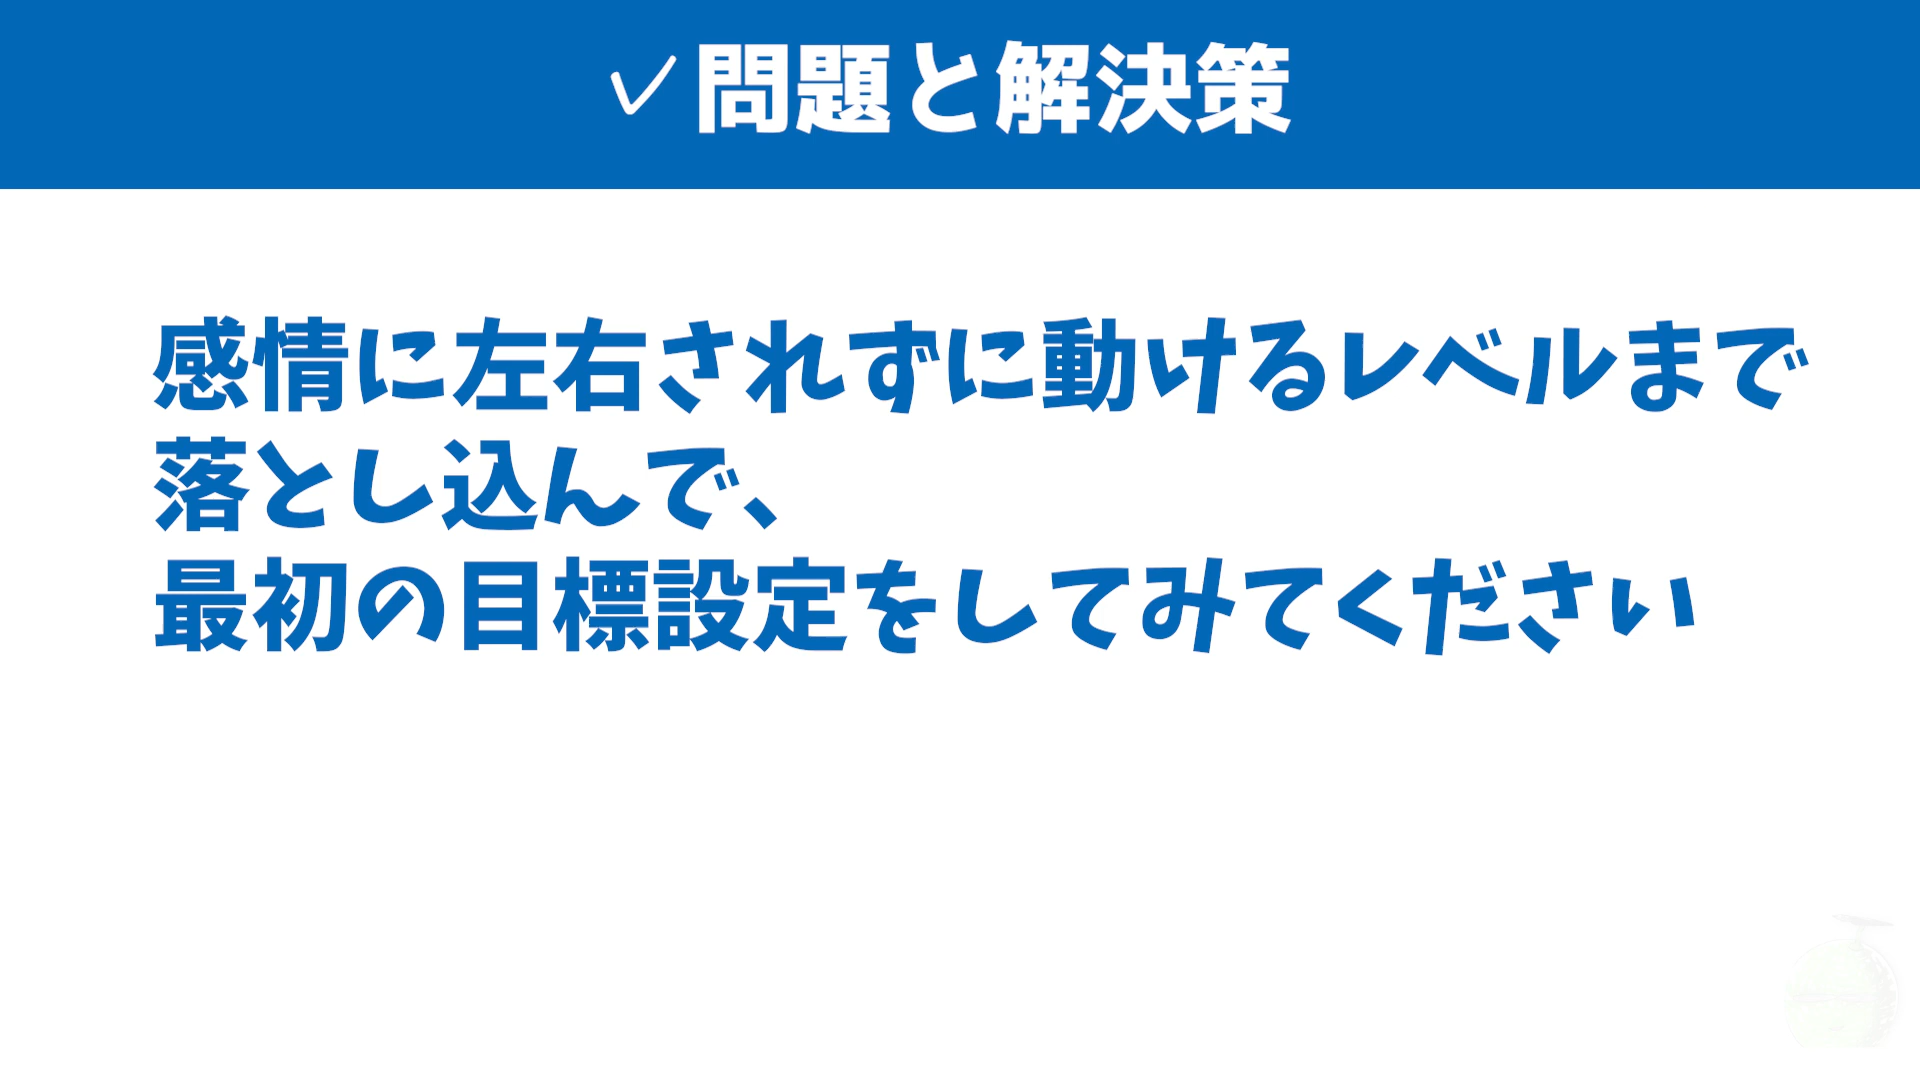 ✓問題と解決策
感情に左右されずに動けるレベルまで
落とし込んで、
最初の目標設定をしてみてください